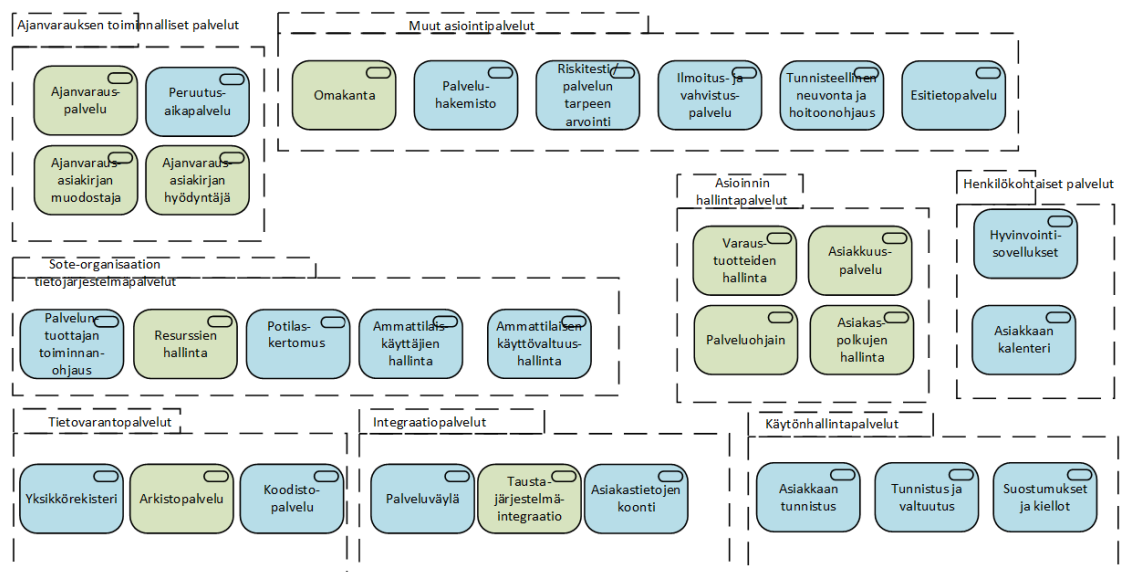 Ajanvarauksen toiminnalliset palvelut
Ajanvaraus-
palvelu
Peruutus-
aikapalvelu
Ajanvaraus-
asiakirjan
muodostaja
Ajanvaraus-
asiakirjan
hyödyntäjä
Muut asiointipalvelut
Omakanta
Palvelu-
hakemisto
Riskitesti /
palvelun
tarpeen
arvointi
Ilmoitus- ja
vahvistus-
palvelu
Tunnisteellinen
neuvonta ja
hoitoonohjaus
Esitietopalvelu
Asioinnin
hallintapalvelut
Varaus-
tuotteiden
hallinta
Asiakkuus-
palvelu
Palveluohjain
Asiakas-
polkujen
hallinta
Henkilökohtaiset palvelut
Hyvinvointi-
sovellukset
Asiakkaan
kalenteri
Sote-organisaation
tietojärjestelmäpalvelut
Palvelun-
tuottajan
toiminnan-
ohjaus
Resurssien
hallinta
Potilas-
kertomus
Ammattilais-
käyttäjien
hallinta
Ammattilaisen
käyttövaltuus-
hallinta
Tietovarantopalvelut
Yksikkörekisteri
Arkistopalvelu
Koodisto-
palvelu
Integraatiopalvelut
Palveluväylä
Tausta-
järjestelmä-
integraatio
Asiakastietojen
koonti
Käytönhallintapalvelut
Asiakkaan
tunnistus
Tunnistus ja
valtuutus
Suostumukset
ja kiellot